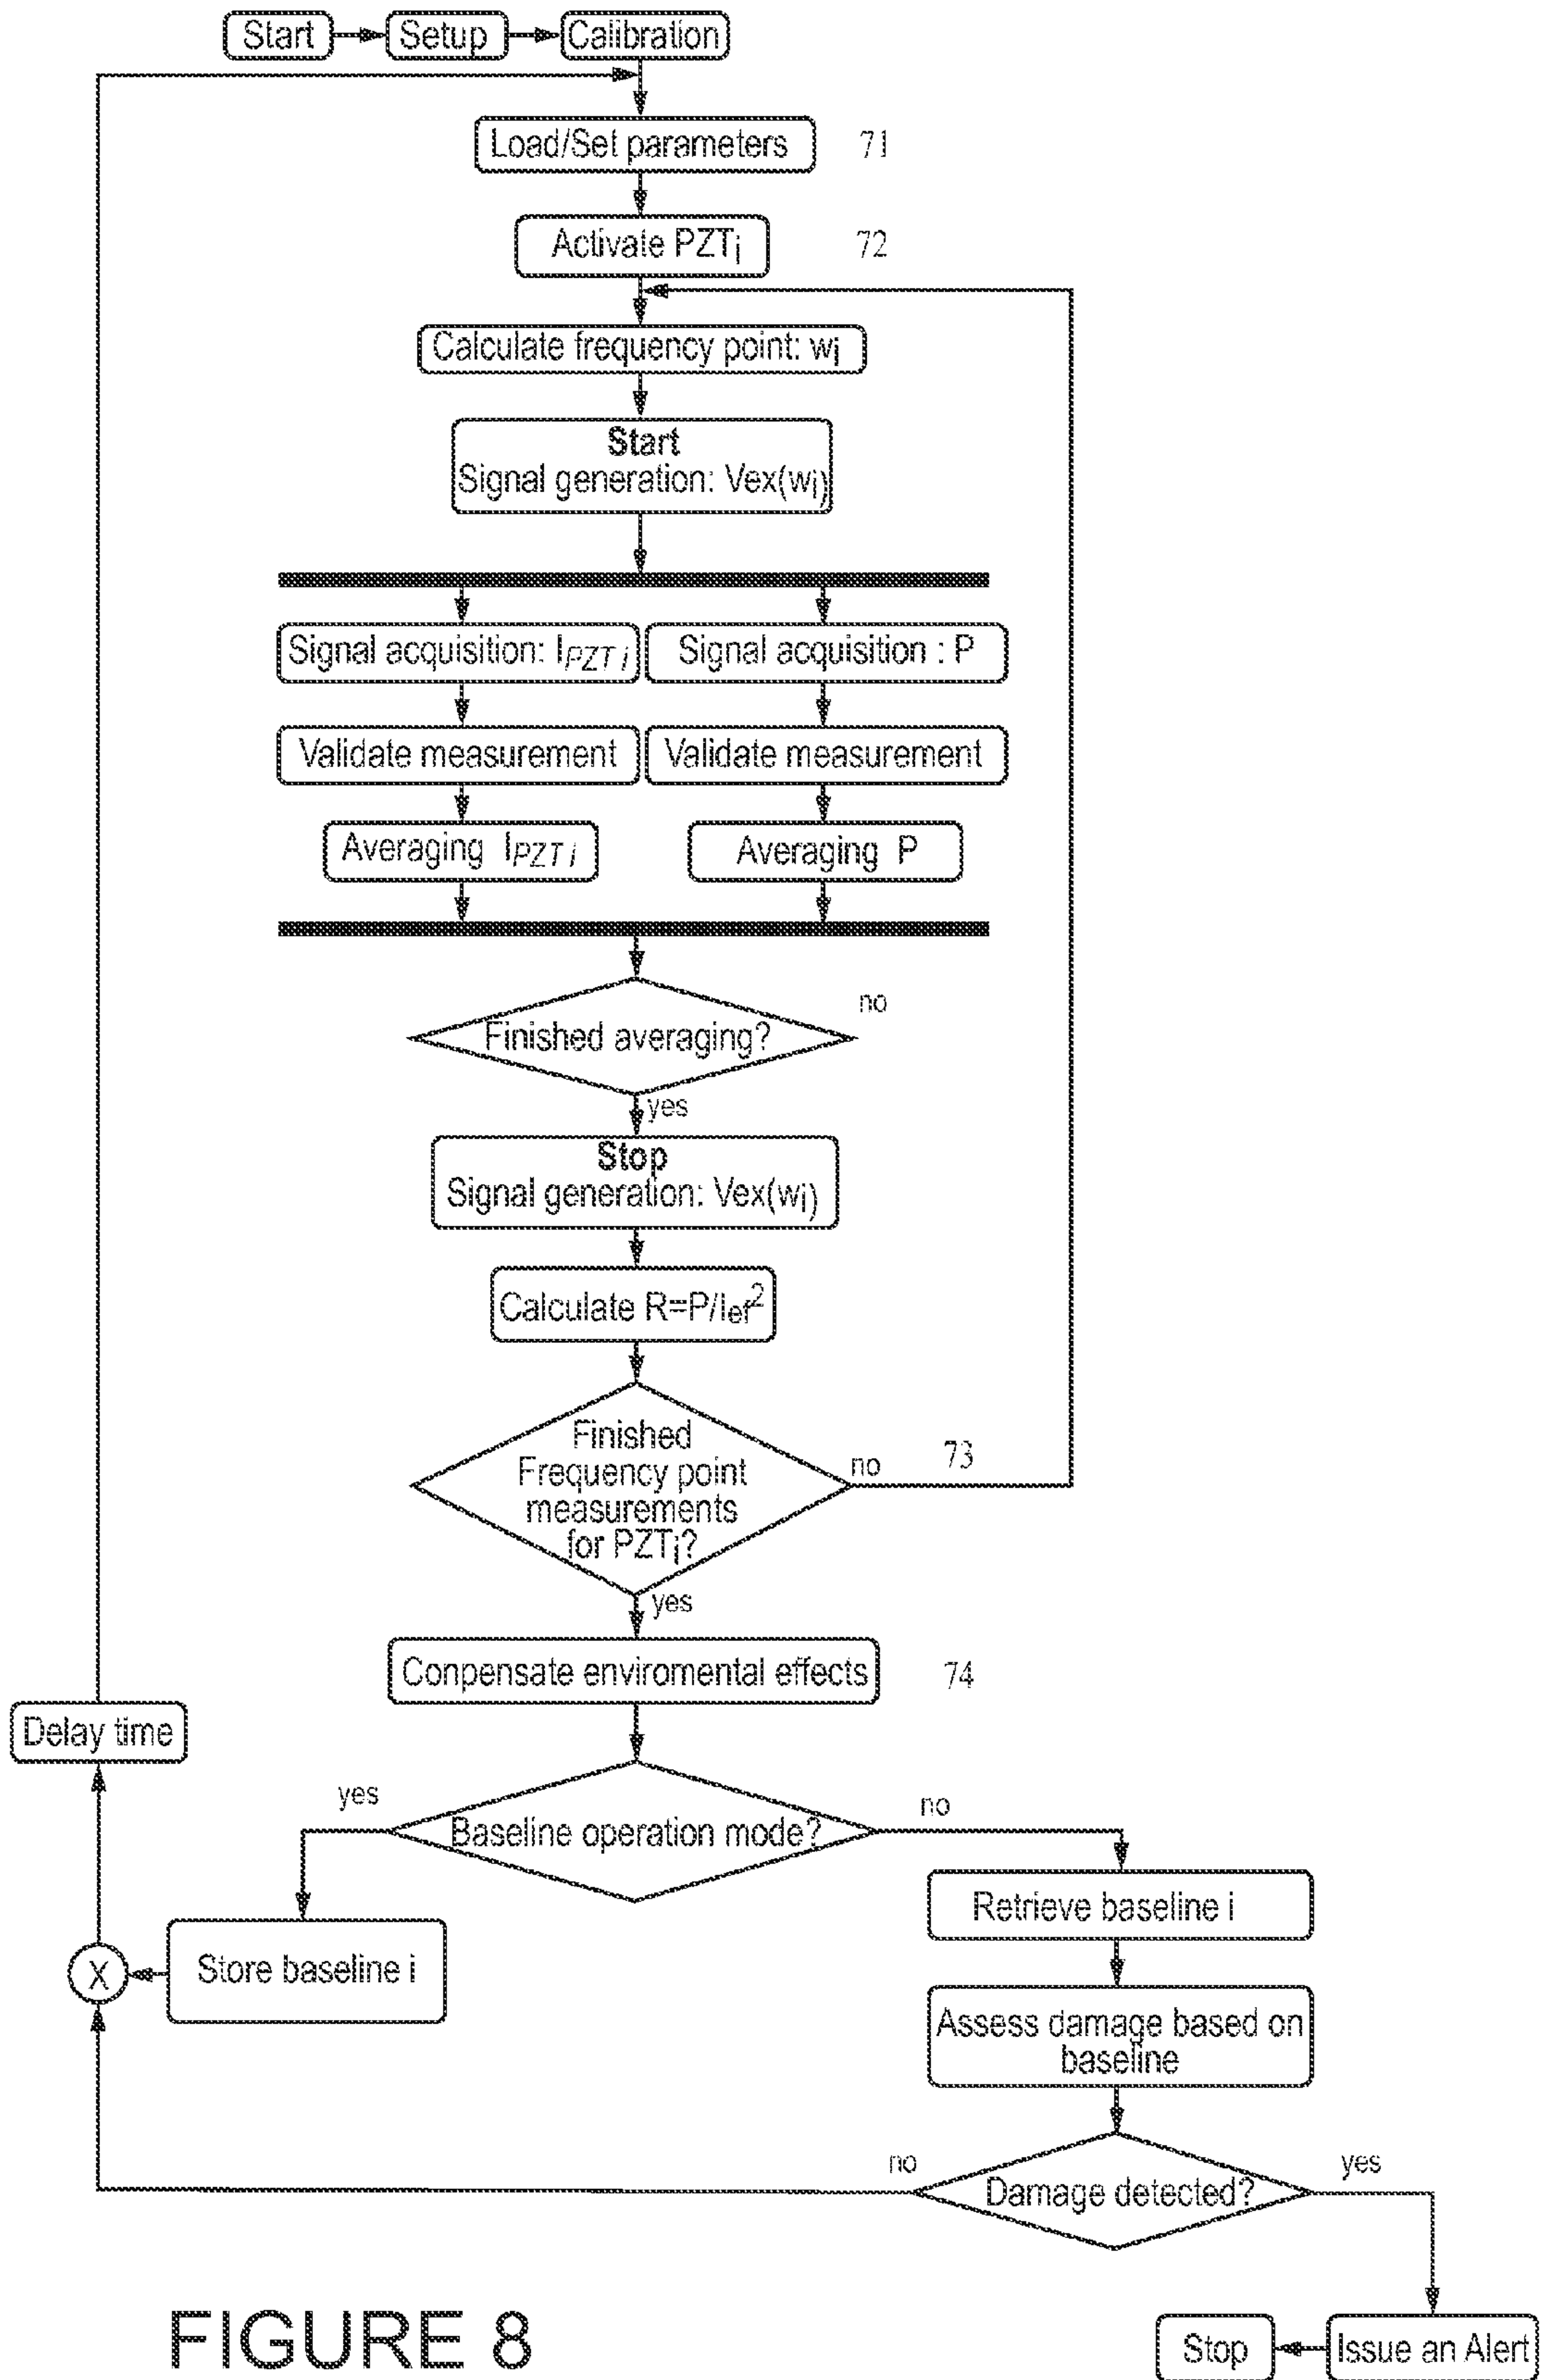 Start
Setup
Calibration
Load/Set parameters
71
Activate PZTi
72
Calculate frequency point: wi
Start
Signal generation: Vex(wi)
Signal acquisition: IPZT i
Signal acquisition : P
Validate measurement
Validate measurement
Averaging IPZT i
Averaging P
no
Finished averaging?
yes
Stop
Signal generation: Vex(wi)
Calculate R=P/Ief²
Finished
Frequency point
measurements
for PZTi?
no
73
yes
Conpensate enviromental effects
74
Delay time
yes
Baseline operation mode?
no
Retrieve baseline i
X
Store baseline i
Assess damage based on
baseline
no
Damage detected?
yes
FIGURE 8
Stop
Issue an Alert